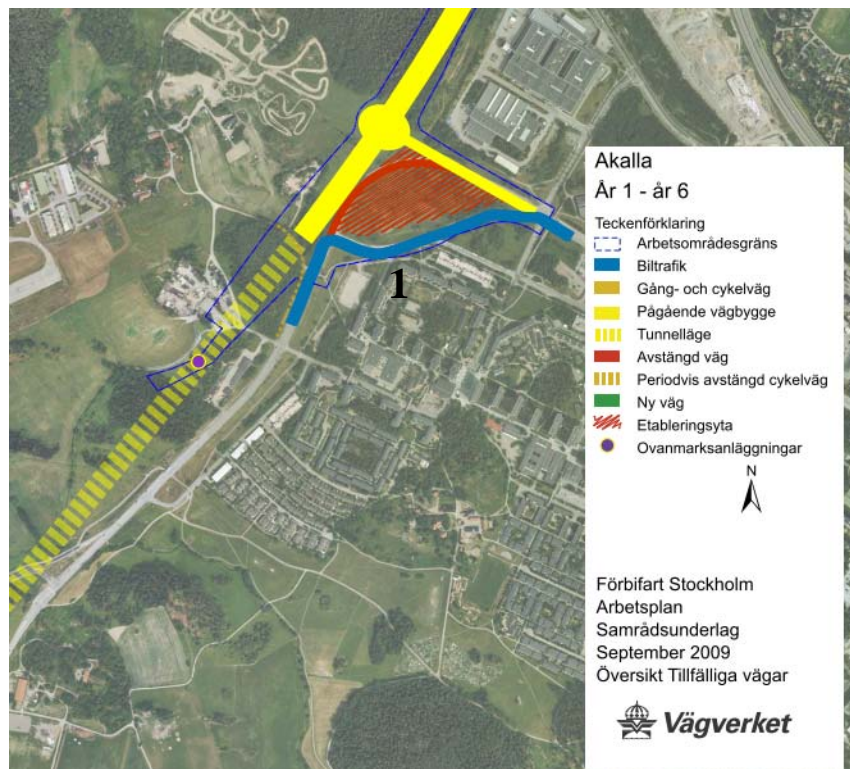 1
Akalla
År 1 - år 6
Teckenförklaring
Arbetsområdesgräns
Biltrafik
Gång- och cykelväg
Pågående vägbygge
Tunnelläge
Avstängd väg
Periodvis avstängd cykelväg
Ny väg
Etableringsyta
Ovanmarksanläggningar
N
Förbifart Stockholm
Arbetsplan
Samrådsunderlag
September 2009
Översikt Tillfälliga vägar
Vägverket